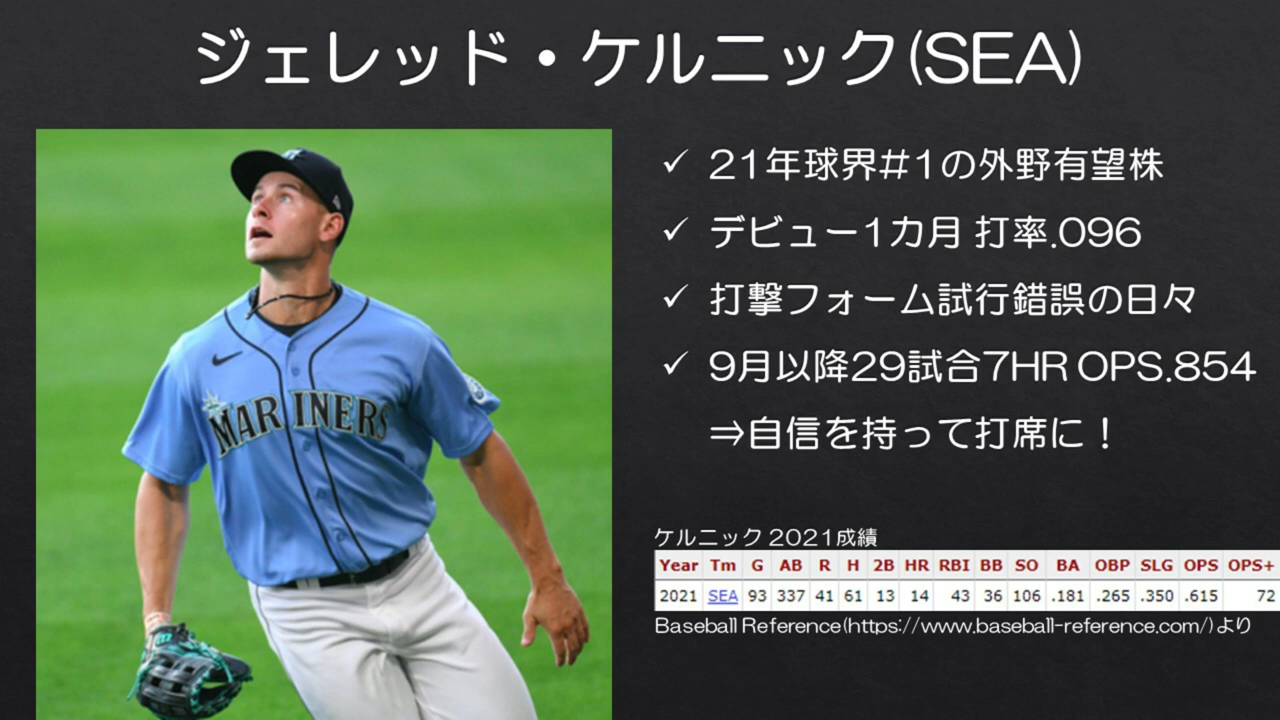 ジェレッド・ケルニック(SEA)
✓ 21年球界#1の外野有望株
✓ デビュー1カ月 打率.096
✓ 打撃フォーム試行錯誤の日々
✓ 9月以降29試合7HR OPS.854
⇒自信を持って打席に！
MARINERS
ケルニック 2021成績
Year Tm G AB R H 2B HR RBI BB SO BA OBP SLG OPS OPS+
2021 SEA 93 337 41 61 13 14 43 36 106 .181 .265 .350 .615 72
Baseball Reference(https://www.baseball-reference.com/)より